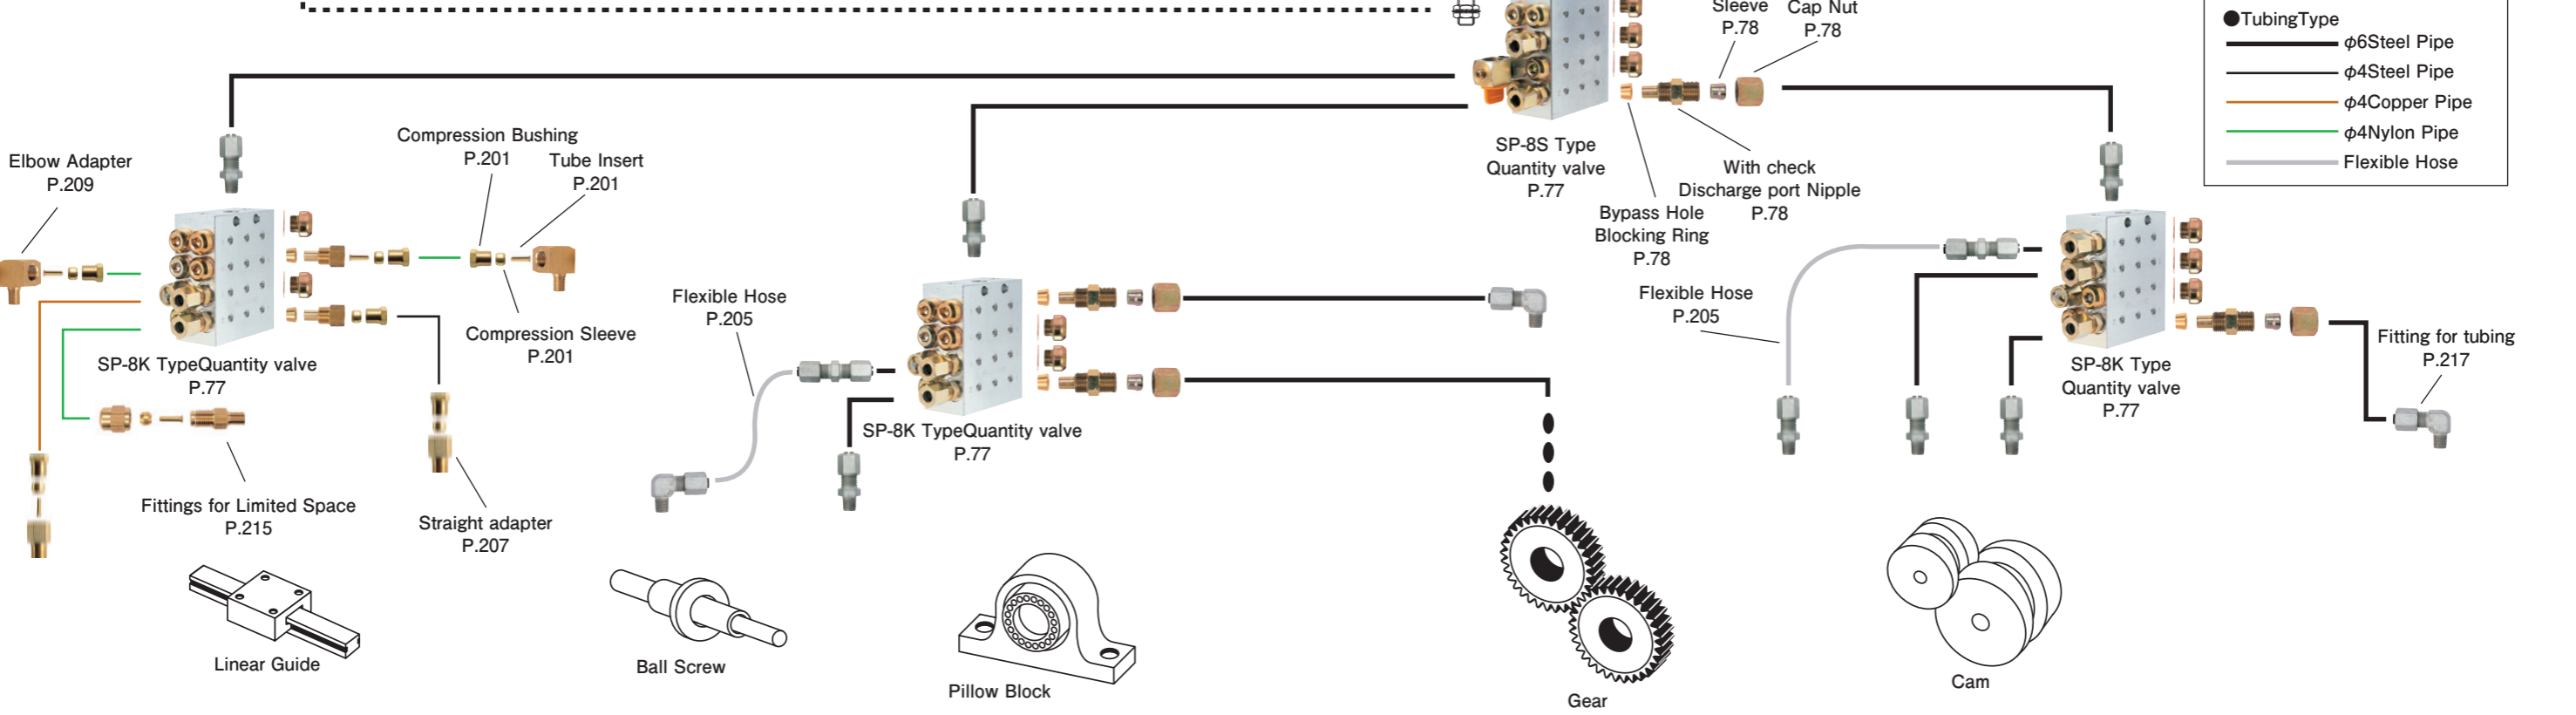 Sleeve
P.78
Cap Nut
P.78
●TubingType
φ6Steel Pipe
φ4Steel Pipe
φ4Copper Pipe
φ4Nylon Pipe
Flexible Hose
Elbow Adapter
P.209
Compression Bushing
P.201
Tube Insert
P.201
Compression Sleeve
P.201
SP-8K TypeQuantity valve
P.77
Fittings for Limited Space
P.215
Straight adapter
P.207
Flexible Hose
P.205
SP-8K TypeQuantity valve
P.77
SP-8S Type
Quantity valve
P.77
With check
Discharge port Nipple
P.78
Bypass Hole
Blocking Ring
P.78
Flexible Hose
P.205
SP-8K Type
Quantity valve
P.77
Fitting for tubing
P.217
Linear Guide
Ball Screw
Pillow Block
Gear
Cam